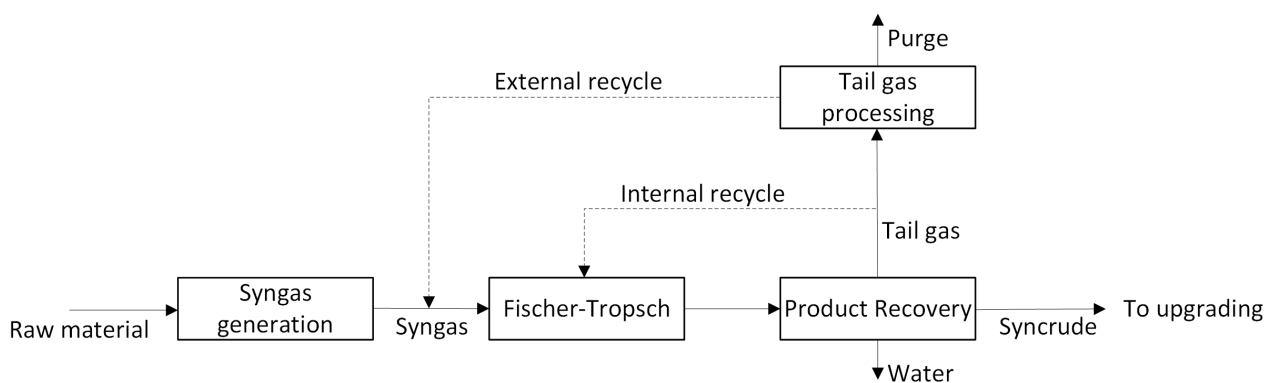 Purge
External recycle
Tail gas
processing
Internal recycle
Tail gas
Syngas
generation
Fischer-Tropsch
Product Recovery
To upgrading
Raw material
Syngas
Syncrude
Water